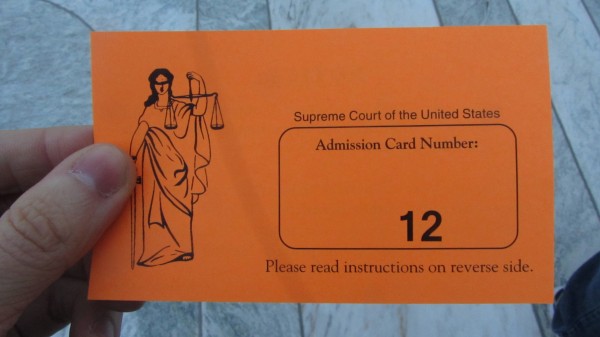 Supreme Court of the United States
Admission Card Number:
12
Please read instructions on reverse side.